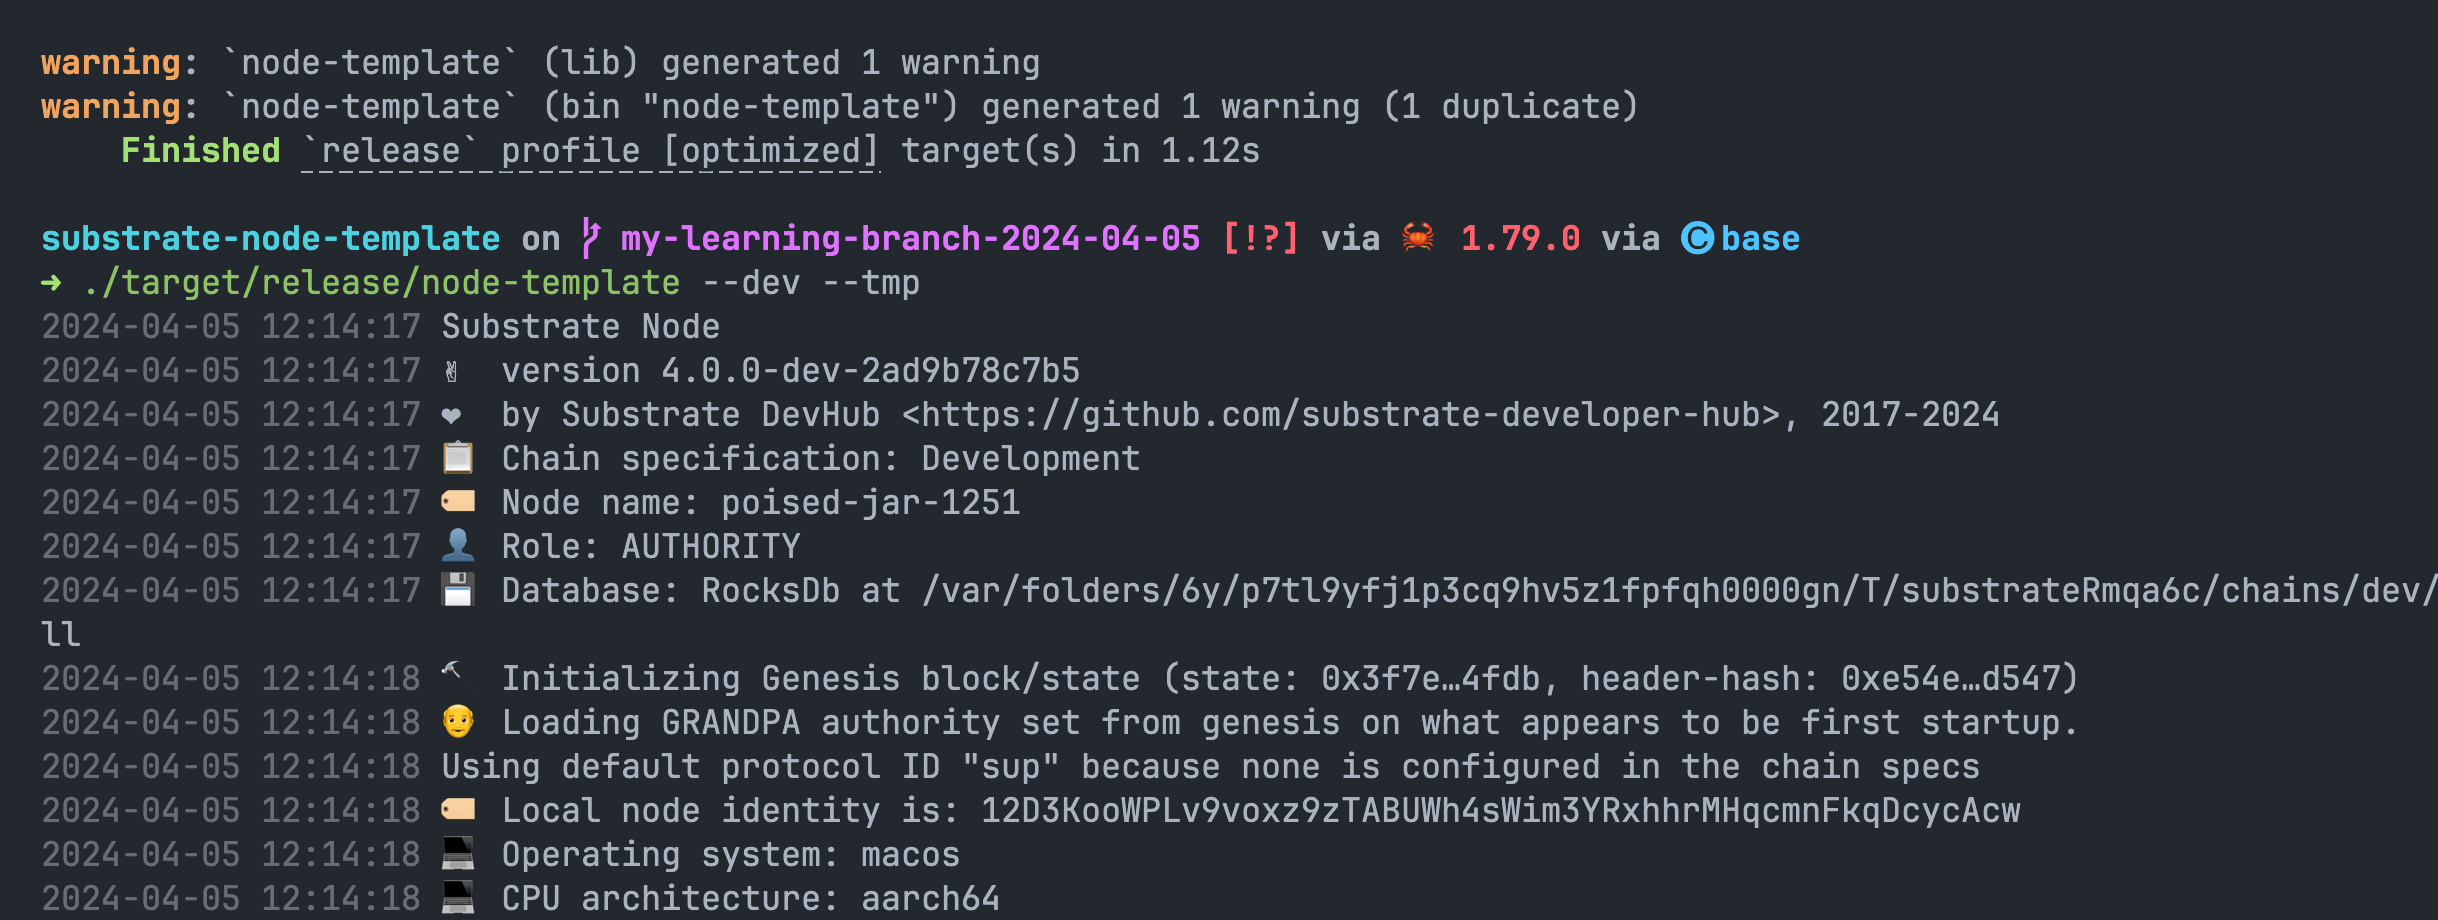 warning: `node-template` (lib) generated 1 warning
warning: `node-template` (bin "node-template") generated 1 warning (1 duplicate)
    Finished `release` profile [optimized] target(s) in 1.12s
substrate-node-template on my-learning-branch-2024-04-05 [!?] via 🦀 1.79.0 via ©base
➜ ./target/release/node-template --dev --tmp
2024-04-05 12:14:17 Substrate Node
2024-04-05 12:14:17 ✌️ version 4.0.0-dev-2ad9b78c7b5
2024-04-05 12:14:17 ❤️ by Substrate DevHub <https://github.com/substrate-developer-hub>, 2017-2024
2024-04-05 12:14:17 📋 Chain specification: Development
2024-04-05 12:14:17 🏷 Node name: poised-jar-1251
2024-04-05 12:14:17 👤 Role: AUTHORITY
2024-04-05 12:14:17 💾 Database: RocksDb at /var/folders/6y/p7tl9yfj1p3cq9hv5z1fpfqh0000gn/T/substrateRmqa6c/chains/dev/
ll
2024-04-05 12:14:18 🔨 Initializing Genesis block/state (state: 0x3f7e…4fdb, header-hash: 0xe54e…d547)
2024-04-05 12:14:18 👴 Loading GRANDPA authority set from genesis on what appears to be first startup.
2024-04-05 12:14:18 Using default protocol ID "sup" because none is configured in the chain specs
2024-04-05 12:14:18 🏷 Local node identity is: 12D3KooWPLv9voxz9zTABUWh4sWim3YRxhhrMHqcmnFkqDcycAcw
2024-04-05 12:14:18 💻 Operating system: macos
2024-04-05 12:14:18 💻 CPU architecture: aarch64